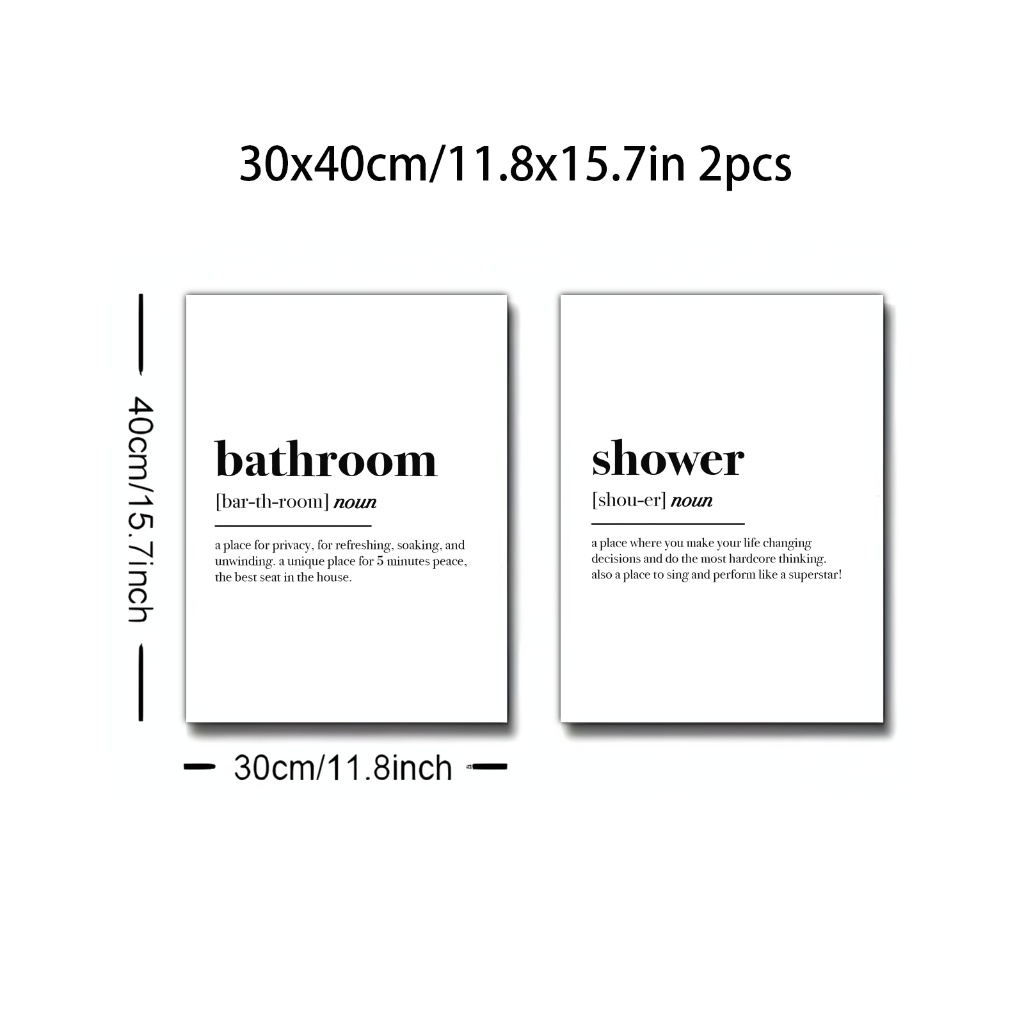 30x40cm/11.8x15.7in 2pcs
40cm/15.7inch
bathroom
[bar-th-room] noun
a place for privacy, for refreshing, soaking, and
unwinding. a unique place for 5 minutes peace,
the best seat in the house.
shower
[shou-er] noun
a place where you make your life changing
decisions and do the most hardcore thinking.
also a place to sing and perform like a superstar!
30cm/11.8inch